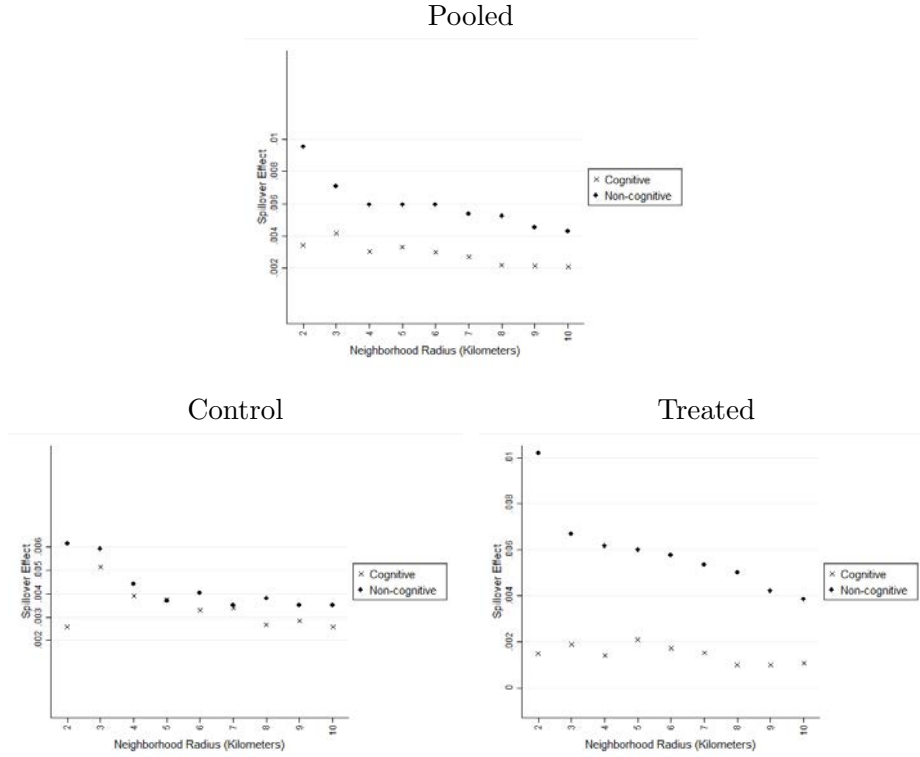 Pooled
Spillover Effect
.01
.008
.006
.004
.002
2 3 4 5 6 7 8 9 10
Neighborhood Radius (Kilometers)
× Cognitive
♦ Non-cognitive
Control
Spillover Effect
.006
.005
.004
.003
.002
2 3 4 5 6 7 8 9 10
Neighborhood Radius (Kilometers)
× Cognitive
♦ Non-cognitive
Treated
Spillover Effect
.01
.008
.006
.004
.002
0
2 3 4 5 6 7 8 9 10
Neighborhood Radius (Kilometers)
× Cognitive
♦ Non-cognitive